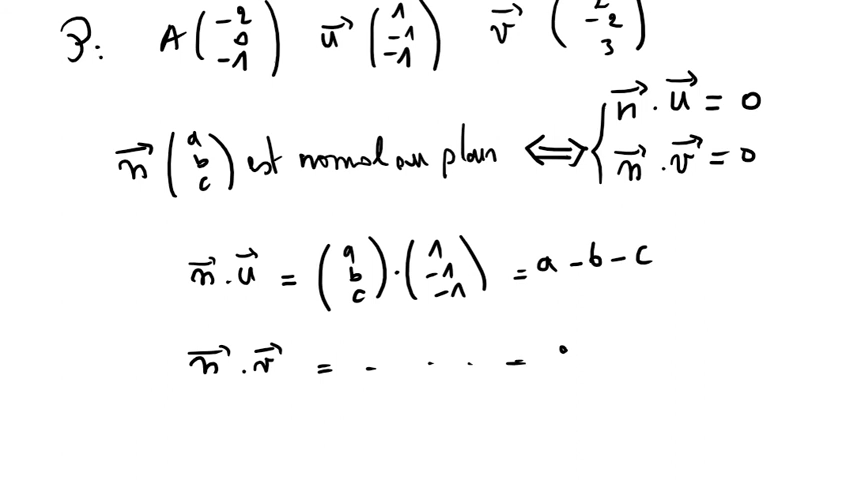 P: A(-2 0 -1) u⃗(1 -1 -1) v⃗(2 -2 3)
n⃗(a b c) est normal au plan ⟺ { n⃗ . u⃗ = 0
n⃗ . v⃗ = 0
n⃗ . u⃗ = (a b c) . (1 -1 -1) = a - b - c
n⃗ . v⃗ = - . . . =